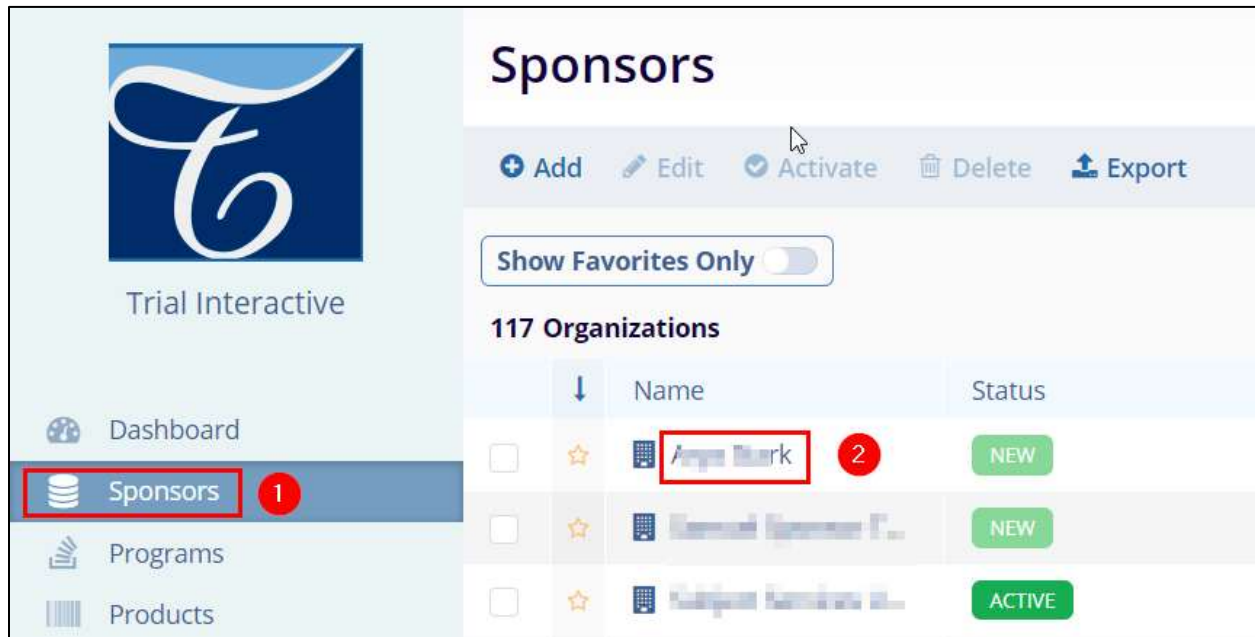 Sponsors
Add Edit Activate Delete Export
Show Favorites Only
Trial Interactive
117 Organizations
Name Status
Dashboard
2 NEW
Sponsors 1
NEW
Programs
Products
ACTIVE